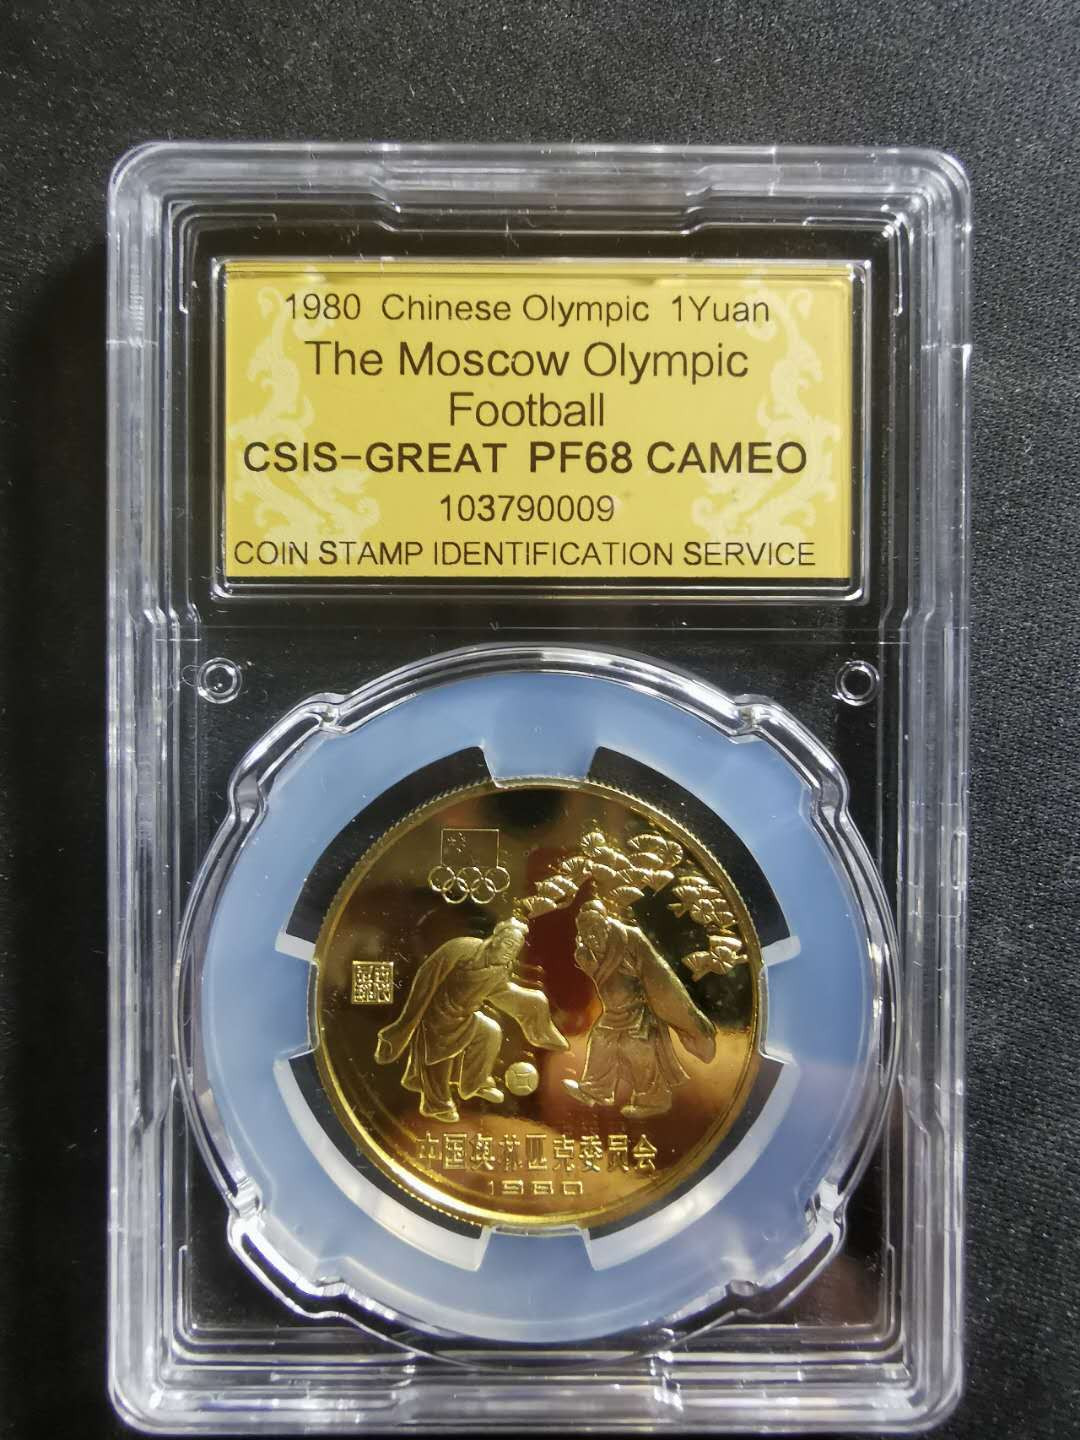 1980 Chinese Olympic 1Yuan
The Moscow Olympic
Football
CSIS-GREAT PF68 CAMEO
103790009
COIN STAMP IDENTIFICATION SERVICE
中国奥林匹克委员会
1980